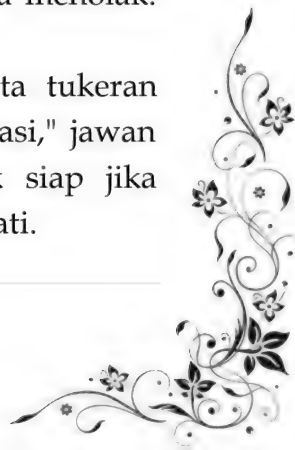 menolak.
ta tukeran
asi," jawan
siap jika
ati.